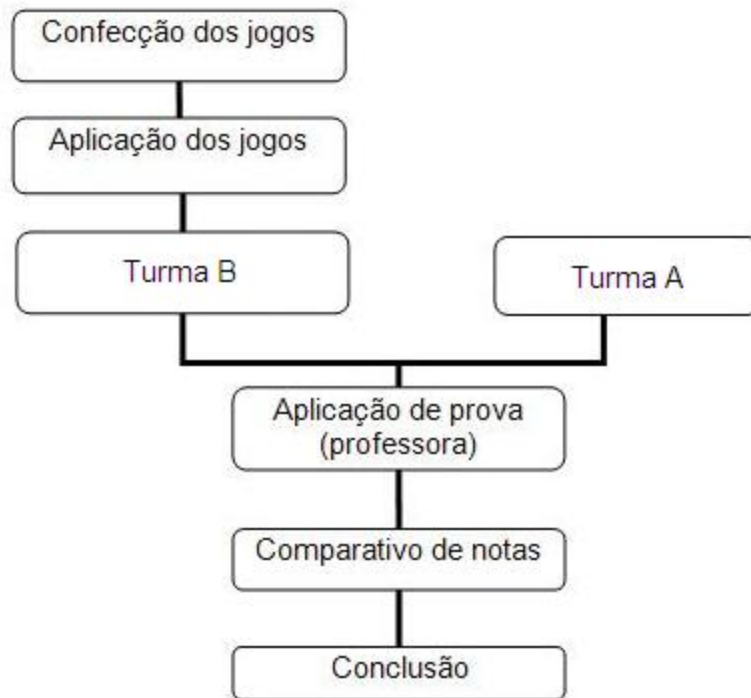 Confecção dos jogos
Aplicação dos jogos
Turma B
Turma A
Aplicação de prova
(professora)
Comparativo de notas
Conclusão